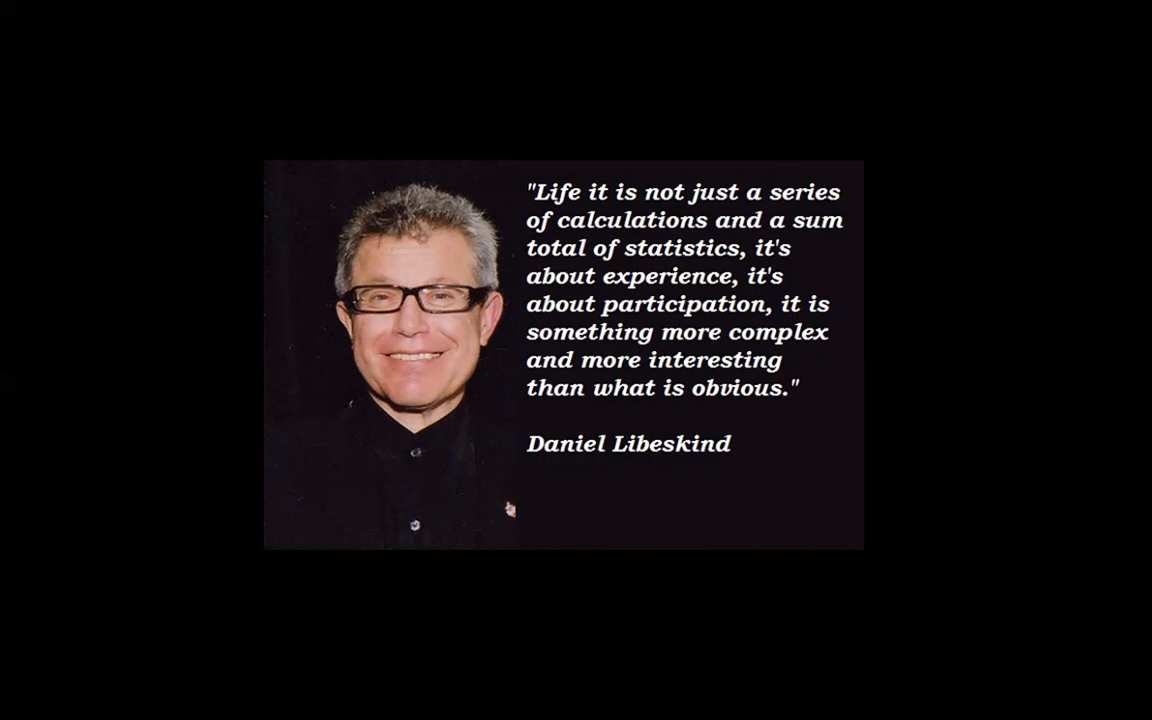 "Life it is not just a series
of calculations and a sum
total of statistics, it's
about experience, it's
about participation, it is
something more complex
and more interesting
than what is obvious."
Daniel Libeskind